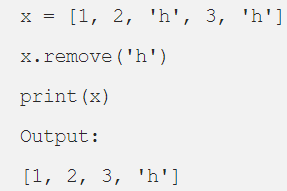 x = [1, 2, 'h', 3, 'h']
x.remove('h')
print(x)
Output:
[1, 2, 3, 'h']